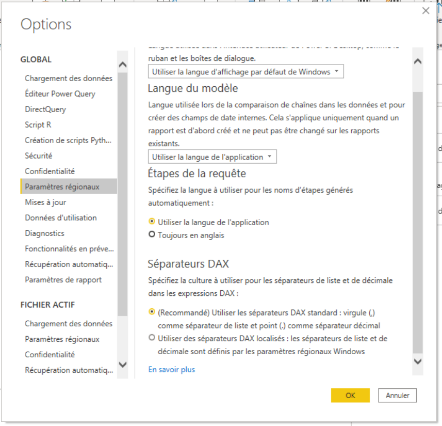 Options
GLOBAL
Chargement des données
Éditeur Power Query
DirectQuery
Script R
Création de scripts Pyth...
Sécurité
Confidentialité
Paramètres régionaux
Mises à jour
Données d'utilisation
Diagnostics
Fonctionnalités en préve...
Récupération automatiq...
Paramètres de rapport
FICHIER ACTIF
Chargement des données
Paramètres régionaux
Confidentialité
Récupération automatiq...
ruban et les boîtes de dialogue.
Utiliser la langue d'affichage par défaut de Windows
Langue du modèle
Langue utilisée lors de la comparaison de chaînes dans les données et pour
créer des champs de date internes. Cela s'applique uniquement quand un
rapport est d'abord créé et ne peut pas être changé sur les rapports
existants.
Utiliser la langue de l'application
Étapes de la requête
Spécifiez la langue à utiliser pour les noms d'étapes générés
automatiquement :
Utiliser la langue de l'application
Toujours en anglais
Séparateurs DAX
Spécifiez la culture à utiliser pour les séparateurs de liste et de décimale
dans les expressions DAX :
(Recommandé) Utiliser les séparateurs DAX standard : virgule (,)
comme séparateur de liste et point (.) comme séparateur décimal
Utiliser des séparateurs DAX localisés : les séparateurs de liste et de
décimale sont définis par les paramètres régionaux Windows
En savoir plus
OK
Annuler